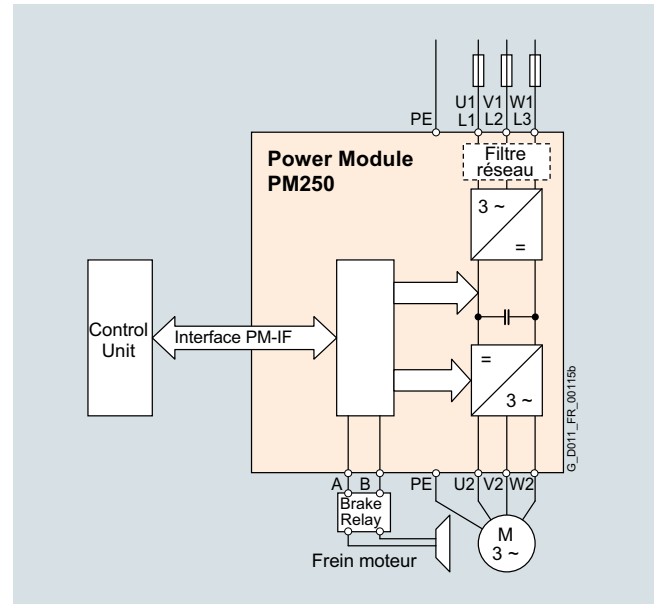 U1 V1 W1
PE L1 L2 L3
Power Module
PM250
Filtre
réseau
3 ~
=
Control
Unit
Interface PM-IF
=
3 ~
G_D011_FR_00115b
A B PE U2 V2 W2
Brake
Relay
M
3 ~
Frein moteur